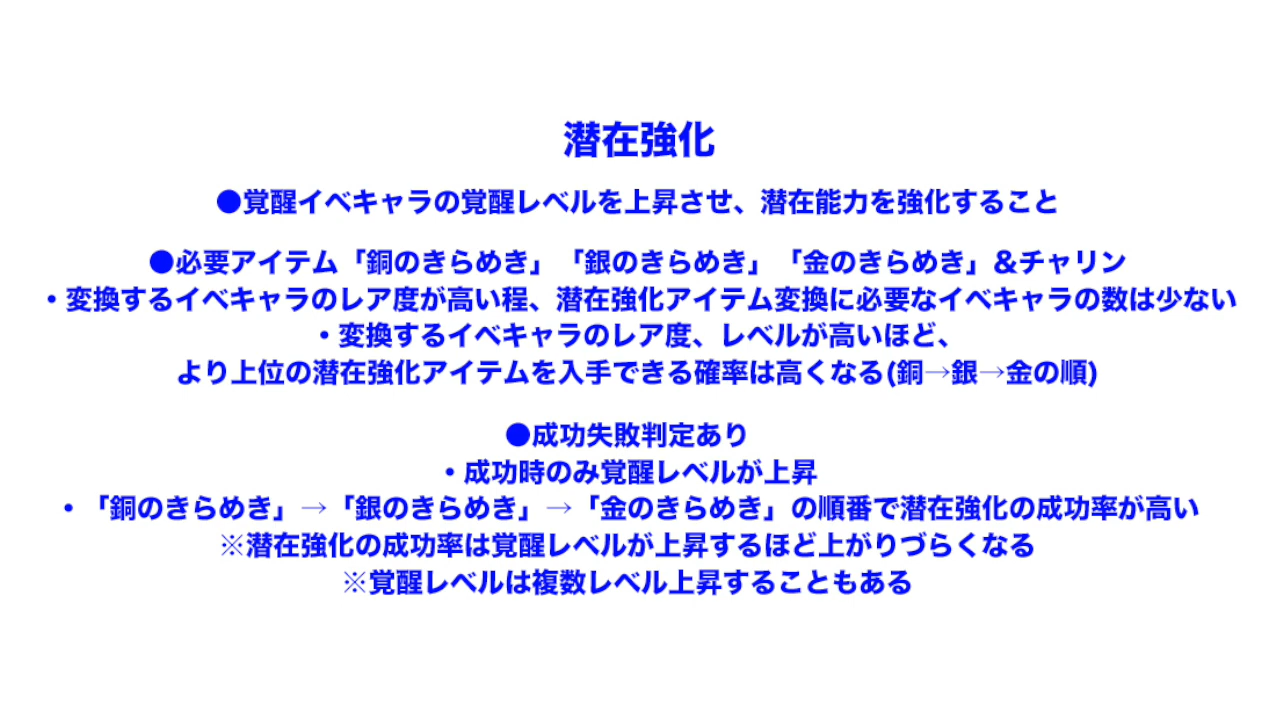 潜在強化
●覚醒イベキャラの覚醒レベルを上昇させ、潜在能力を強化すること
●必要アイテム「銅のきらめき」「銀のきらめき」「金のきらめき」&チャリン
・変換するイベキャラのレア度が高い程、潜在強化アイテム変換に必要なイベキャラの数は少ない
・変換するイベキャラのレア度、レベルが高いほど、
より上位の潜在強化アイテムを入手できる確率は高くなる(銅→銀→金の順)
●成功失敗判定あり
・成功時のみ覚醒レベルが上昇
・「銅のきらめき」→「銀のきらめき」→「金のきらめき」の順番で潜在強化の成功率が高い
※潜在強化の成功率は覚醒レベルが上昇するほど上がりづらくなる
※覚醒レベルは複数レベル上昇することもある